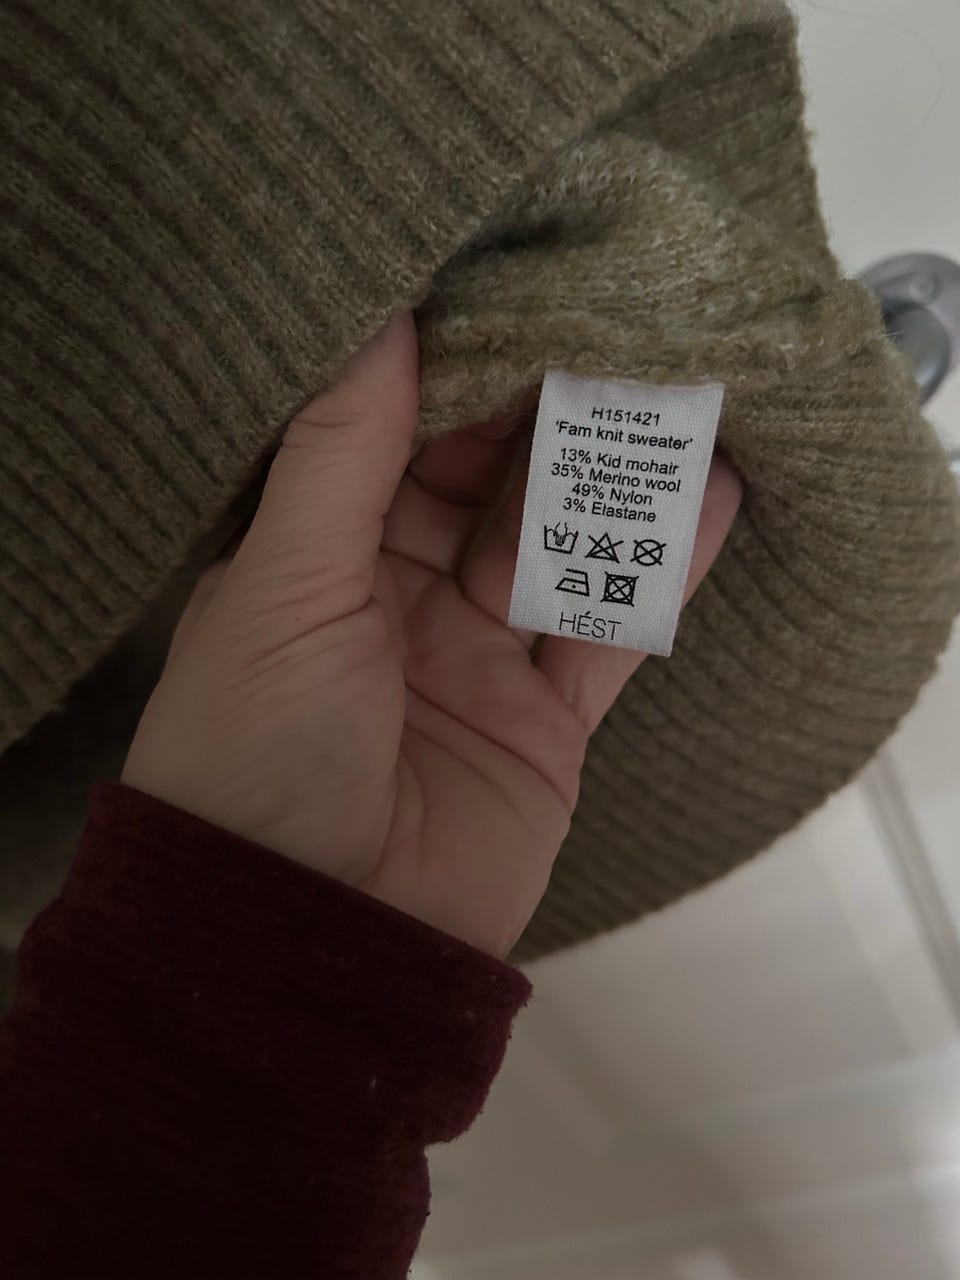 H151421
'Fam knit sweater'
13% Kid mohair
35% Merino wool
49% Nylon
3% Elastane
HÉST